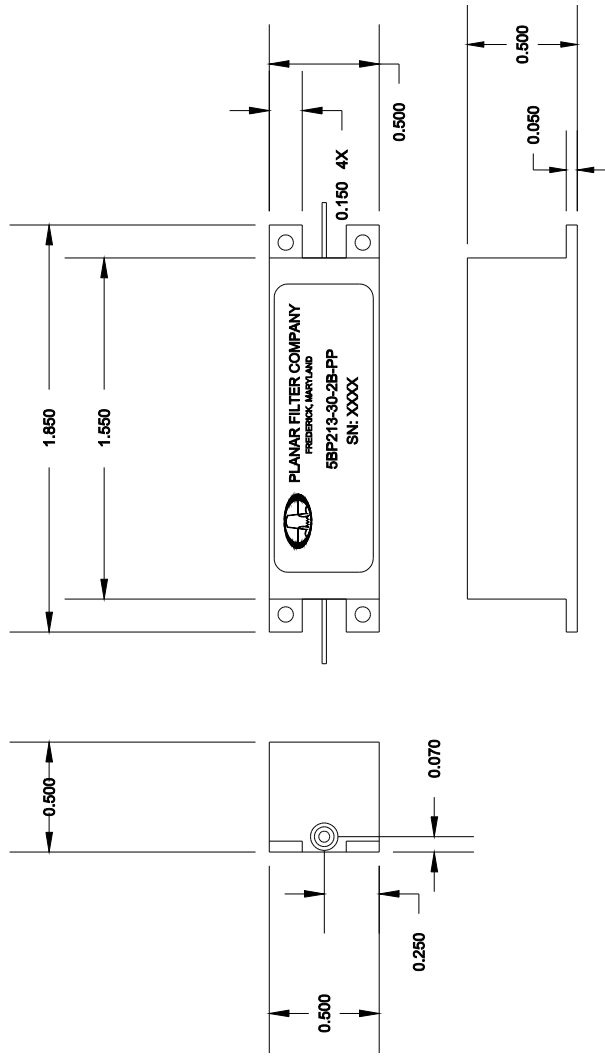 0.500
0.050
0.500
0.150 4X
1.850
1.550
PLANAR FILTER COMPANY
FREDERICK, MARYLAND
5BP213-30-2B-PP
SN: XXXX
0.500
0.070
0.250
0.500